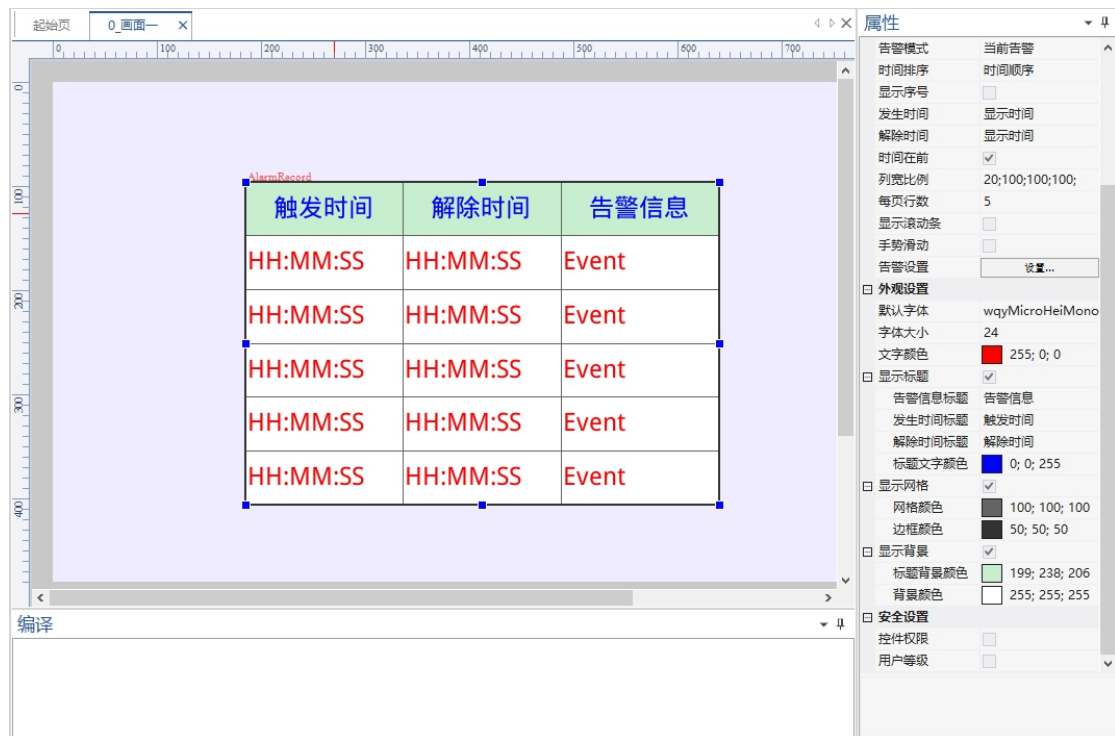 起始页
0_画面一
属性
0
100
200
300
400
500
600
700
0
100
200
300
400
AlarmRecord
触发时间 解除时间 告警信息
HH:MM:SS HH:MM:SS Event
HH:MM:SS HH:MM:SS Event
HH:MM:SS HH:MM:SS Event
HH:MM:SS HH:MM:SS Event
HH:MM:SS HH:MM:SS Event
编译
告警模式 当前告警
时间排序 时间顺序
显示序号
发生时间 显示时间
解除时间 显示时间
时间在前
列宽比例 20;100;100;100;
每页行数 5
显示滚动条
手势滑动
告警设置 设置...
外观设置
默认字体 wqyMicroHeiMono
字体大小 24
文字颜色 255; 0; 0
显示标题
告警信息标题 告警信息
发生时间标题 触发时间
解除时间标题 解除时间
标题文字颜色 0; 0; 255
显示网格
网格颜色 100; 100; 100
边框颜色 50; 50; 50
显示背景
标题背景颜色 199; 238; 206
背景颜色 255; 255; 255
安全设置
控件权限
用户等级